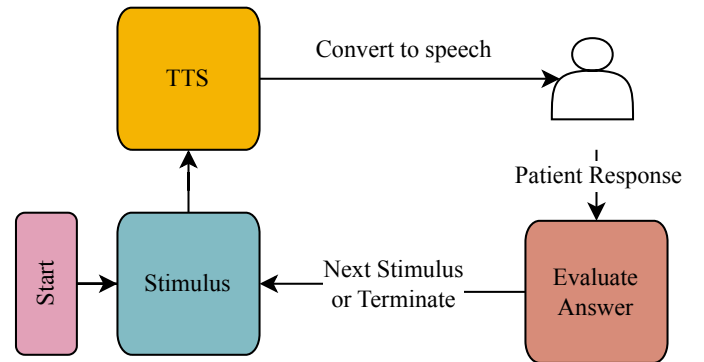 TTS
Convert to speech
Patient Response
Start
Stimulus
Next Stimulus
or Terminate
Evaluate
Answer